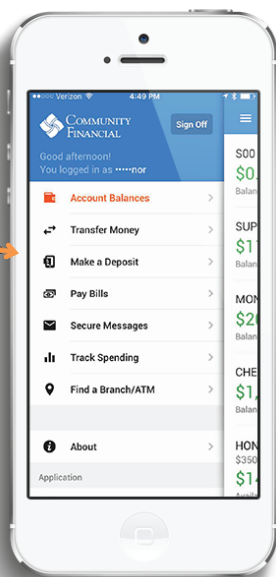 Verizon
4:49 PM
COMMUNITY
FINANCIAL
Sign Off
Good afternoon!
You logged in as •••••nor
Account Balances
Transfer Money
Make a Deposit
Pay Bills
Secure Messages
Track Spending
Find a Branch/ATM
About
Application
S00
$0.
Balan
SUP
$1
Balan
MON
$2
Balan
CHE
$1,
Balan
HON
$350
$1